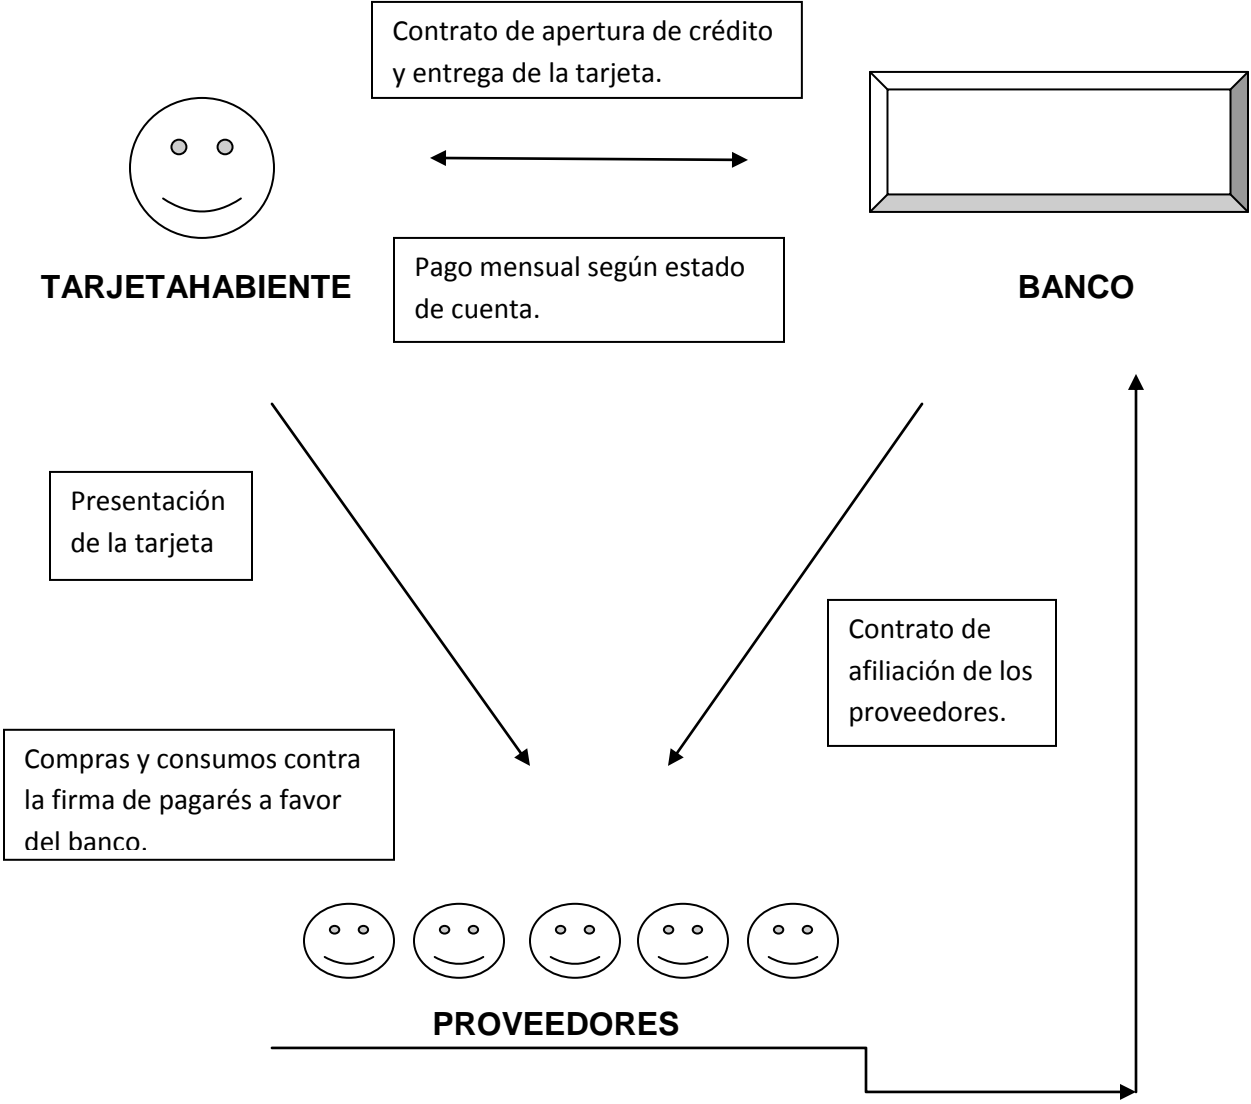 Contrato de apertura de crédito
y entrega de la tarjeta.
TARJETAHABIENTE
Pago mensual según estado
de cuenta.
BANCO
Presentación
de la tarjeta
Contrato de
afiliación de los
proveedores.
Compras y consumos contra
la firma de pagarés a favor
del banco.
PROVEEDORES